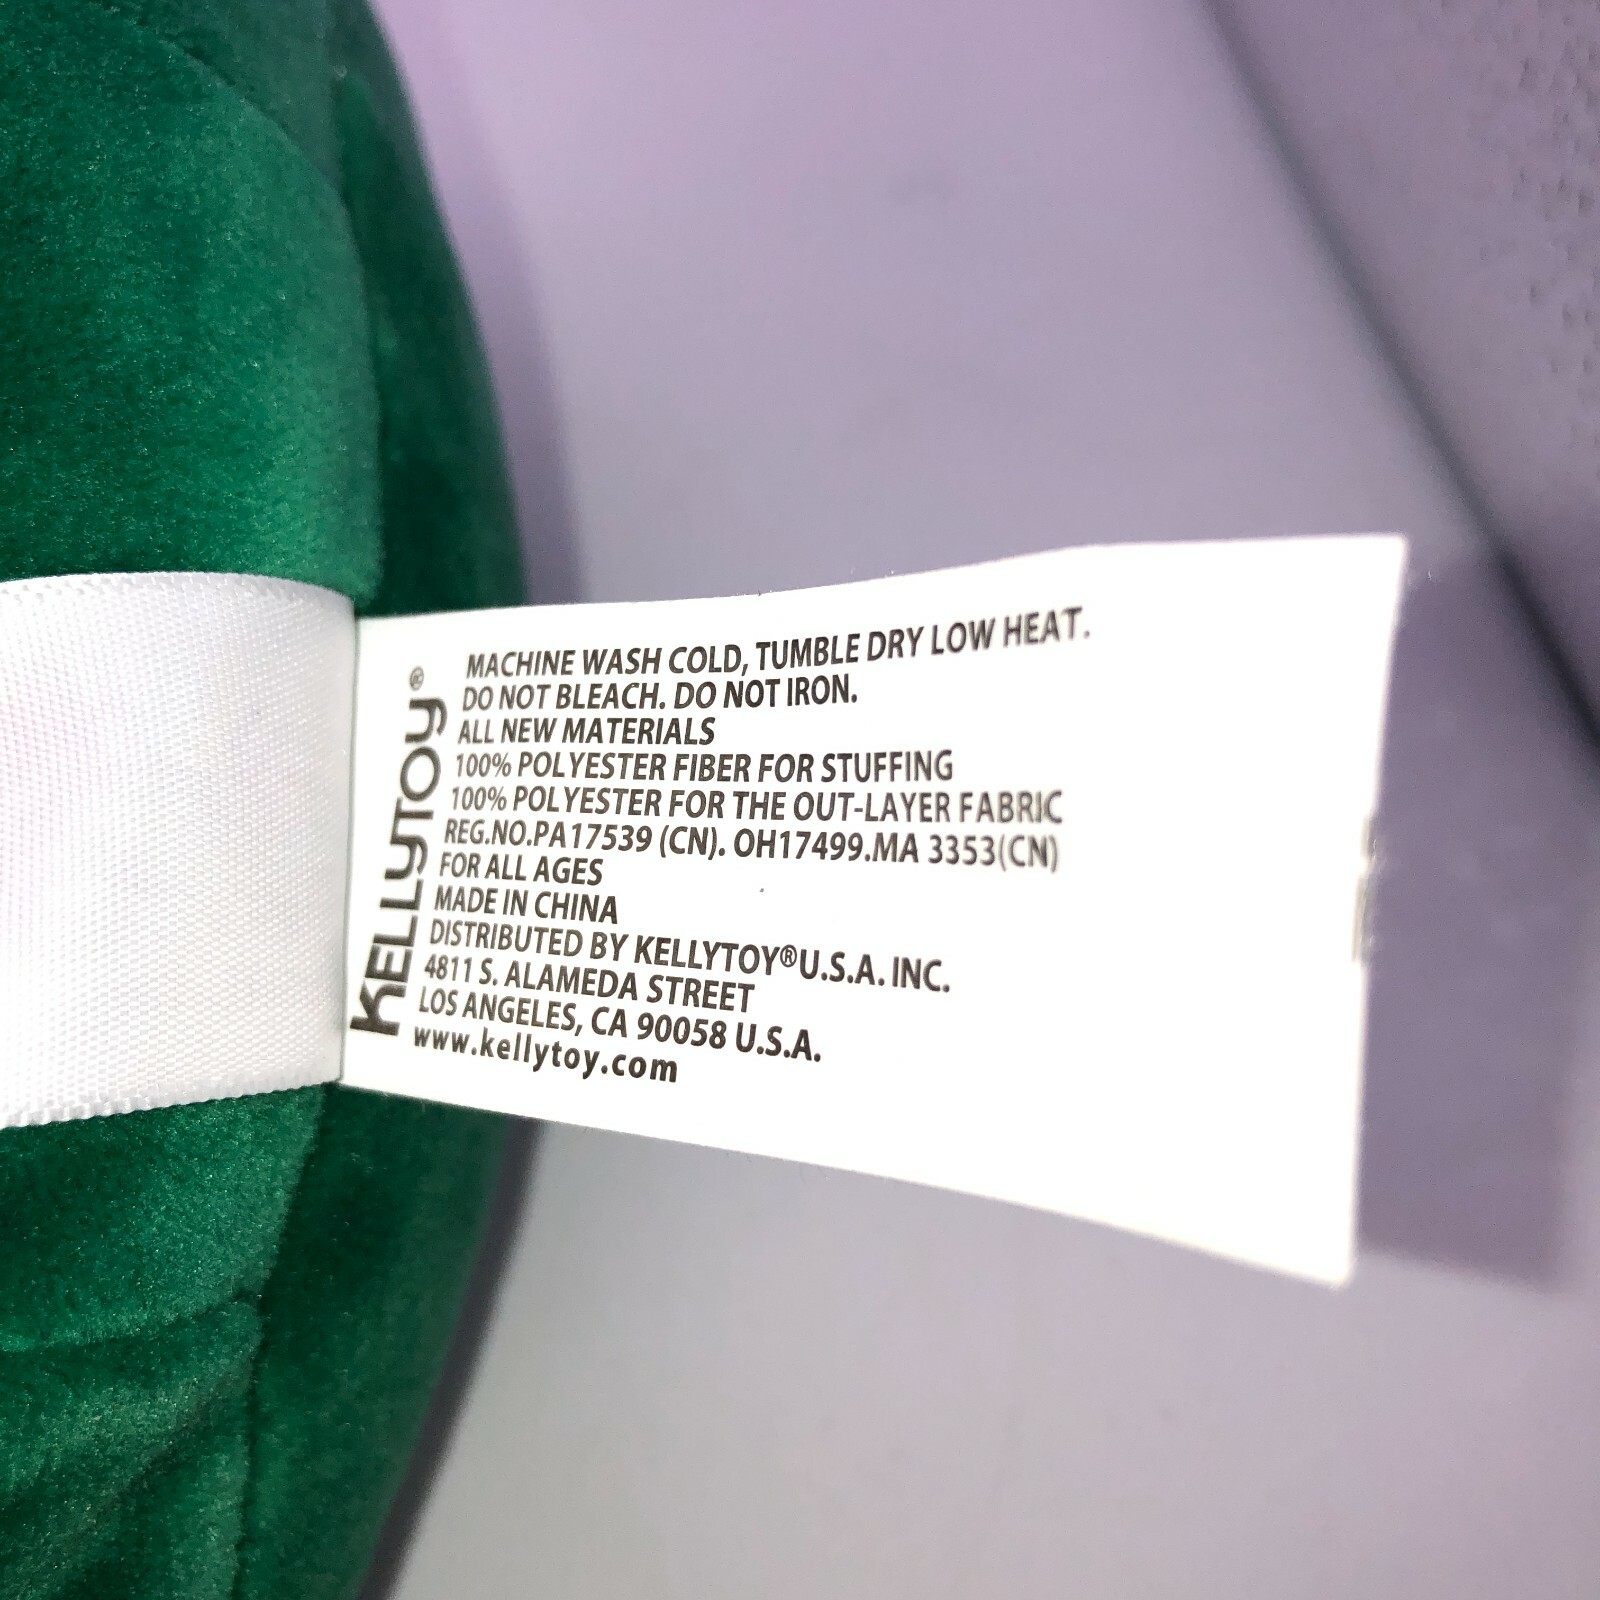 KELLYTOY®
MACHINE WASH COLD, TUMBLE DRY LOW HEAT.
DO NOT BLEACH. DO NOT IRON.
ALL NEW MATERIALS
100% POLYESTER FIBER FOR STUFFING
100% POLYESTER FOR THE OUT-LAYER FABRIC
REG.NO.PA17539 (CN). OH17499.MA 3353(CN)
FOR ALL AGES
MADE IN CHINA
DISTRIBUTED BY KELLYTOY®U.S.A. INC.
4811 S. ALAMEDA STREET
LOS ANGELES, CA 90058 U.S.A.
www.kellytoy.com